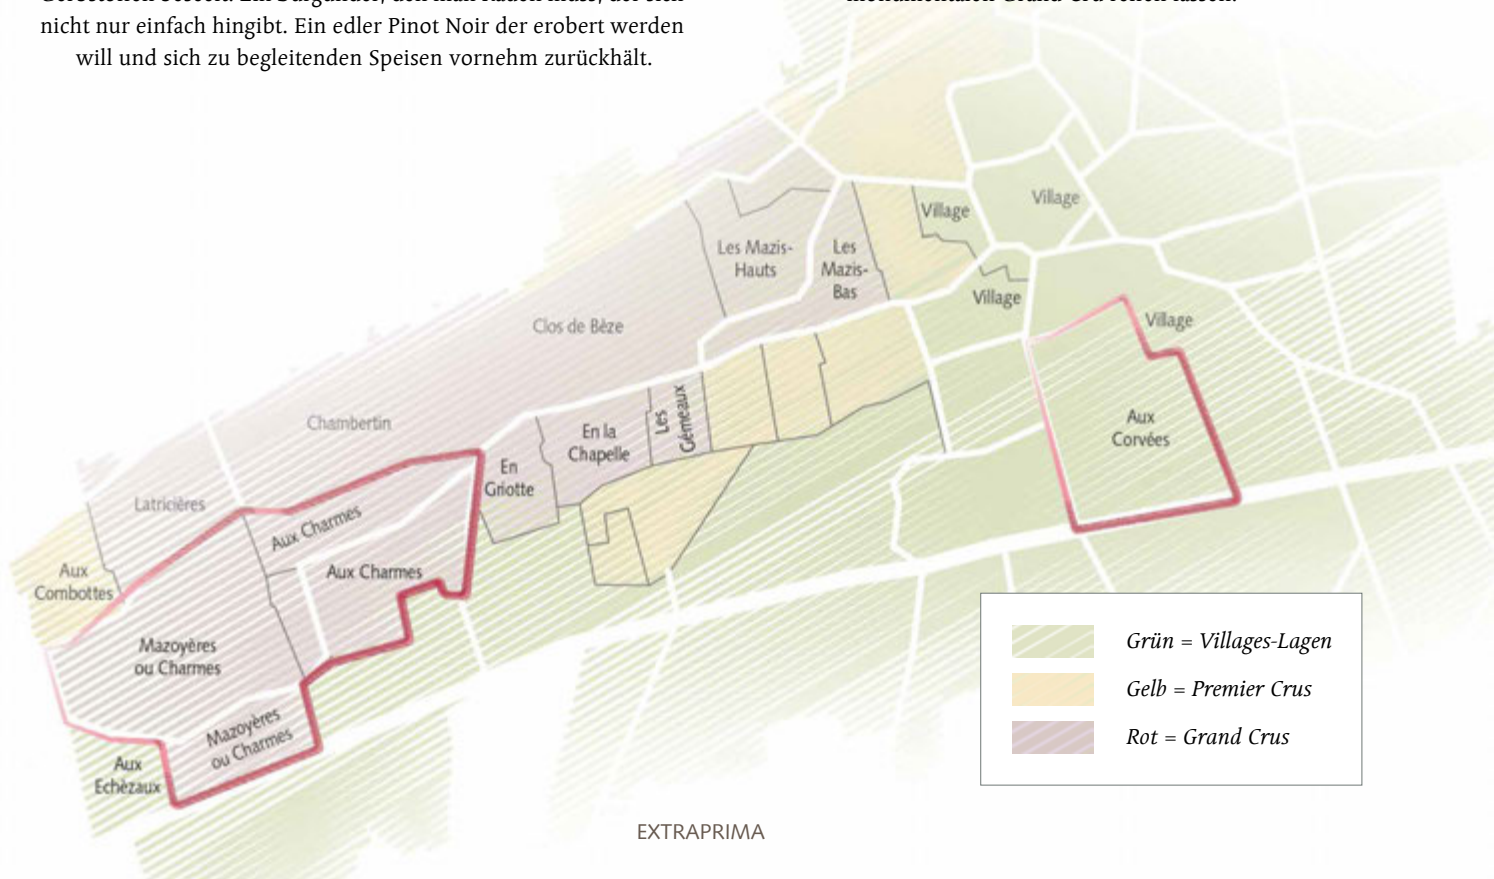 nicht nur einfach hingibt. Ein edler Pinot Noir der erobert werden
will und sich zu begleitenden Speisen vornehm zurückhält.
Village
Village
Les Mazis-
Hauts
Les
Mazis-
Bas
Village
Village
Clos de Bèze
Chambertin
Les
Gémeaux
En la
Chapelle
En
Griotte
Aux
Corvées
Latricières
Aux Charmes
Aux Charmes
Aux
Combottes
Mazoyères
ou Charmes
Mazoyères
ou Charmes
Aux
Echèzaux
Grün = Villages-Lagen
Gelb = Premier Crus
Rot = Grand Crus
EXTRAPRIMA